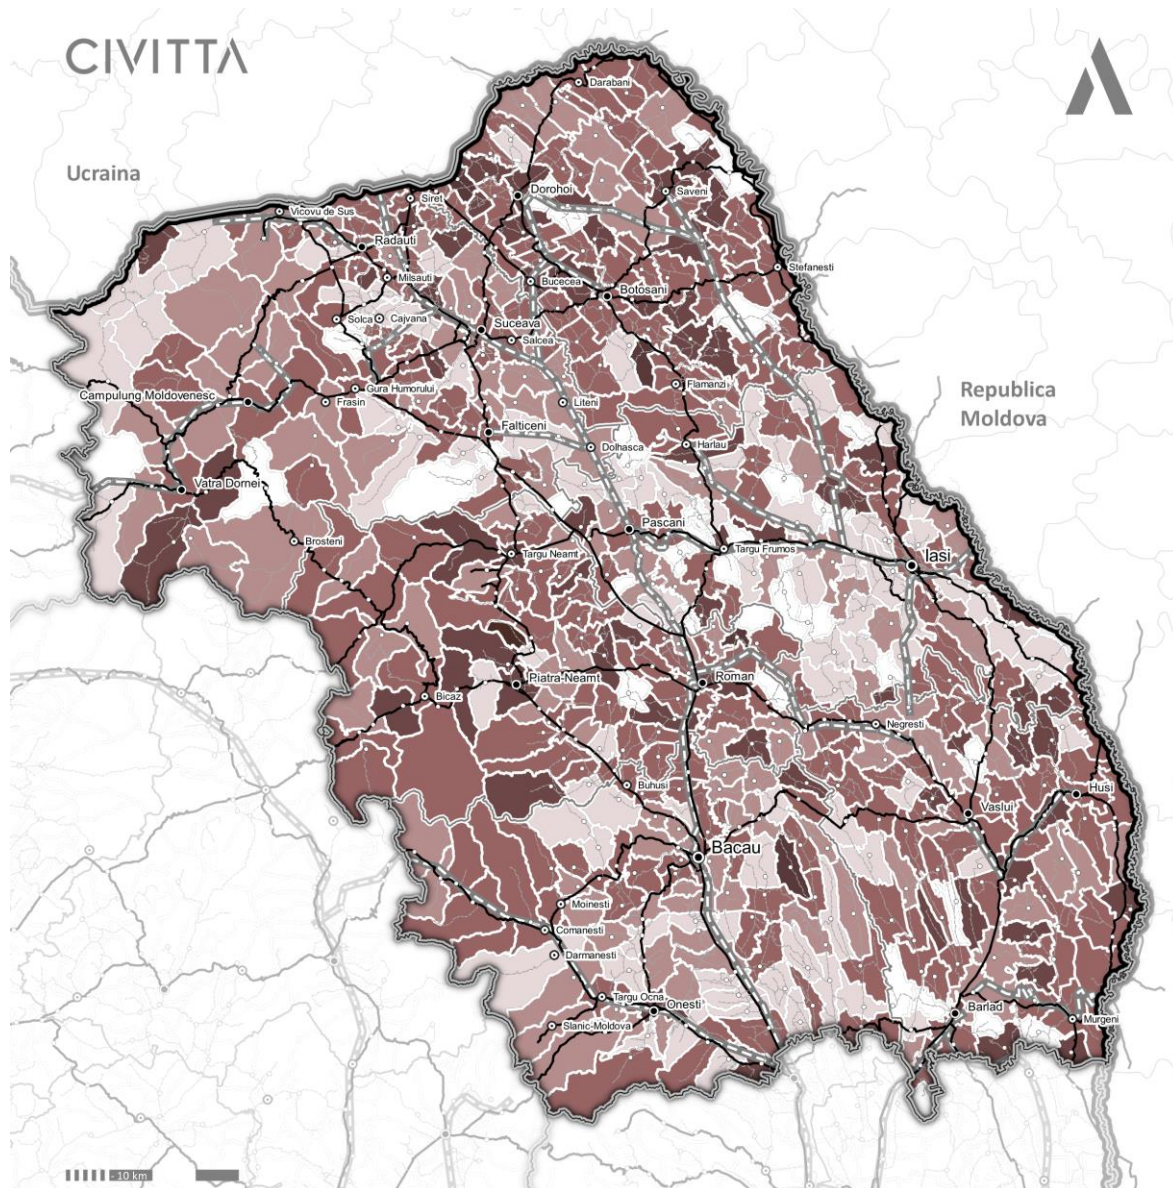 CIVITTA
Darabani
Ucraina
Dorohoi
Saveni
Siret
Vicovu de Sus
Radauti
Stefanesti
Milsauti
Bucecea
Botosani
Solca
Cajvana
Suceava
Salcea
Republica
Moldova
Flamanzi
Gura Humorului
Campulung Moldovenesc
Frasin
Liteni
Falticeni
Harlau
Dolhasca
Vatra Dornei
Pascani
Brosteni
Targu Neamt
Targu Frumos
Iasi
Piatra-Neamt
Roman
Bicaz
Negresti
Buhusi
Husi
Vaslui
Bacau
Moinesti
Comanesti
Darmanesti
Targu Ocna
Onesti
Barlad
Murgeni
Slanic-Moldova
10 km